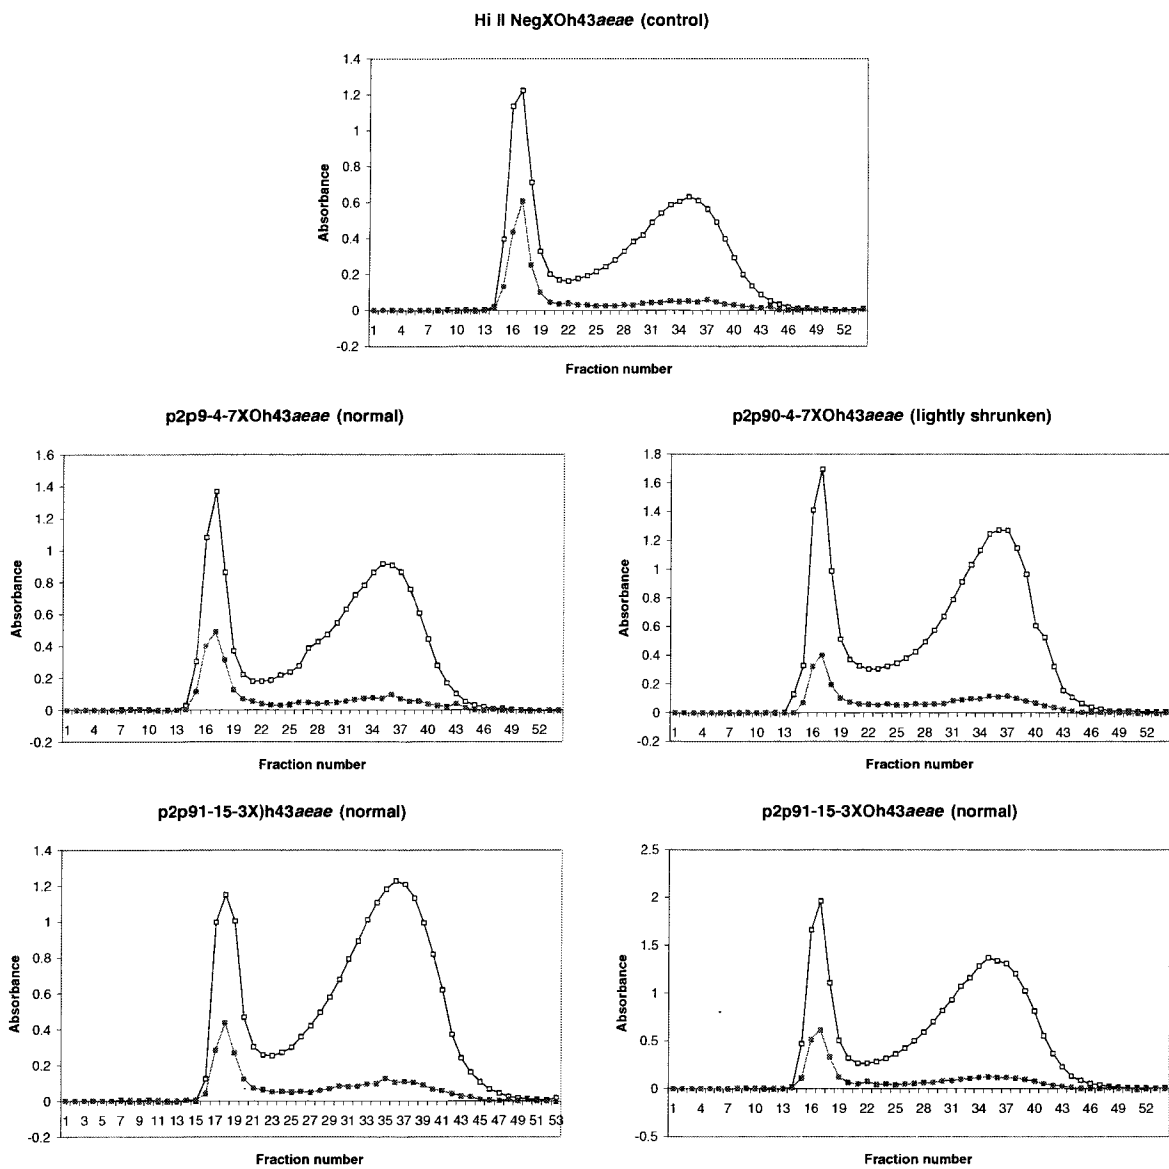 Hi II NegXOh43aeae (control)
1.4
1.2
1
0.8
0.6
0.4
0.2
0
-0.2
Absorbance
1 4 7 10 13 16 19 22 25 28 31 34 37 40 43 46 49 52
Fraction number
p2p9-4-7XOh43aeae (normal)
1.6
1.4
1.2
1
0.8
0.6
0.4
0.2
0
-0.2
Absorbance
1 4 7 10 13 16 19 22 25 28 31 34 37 40 43 46 49 52
Fraction number
p2p90-4-7XOh43aeae (lightly shrunken)
1.8
1.6
1.4
1.2
1
0.8
0.6
0.4
0.2
0
-0.2
Absorbance
1 4 7 10 13 16 19 22 25 28 31 34 37 40 43 46 49 52
Fraction number
p2p91-15-3X)h43aeae (normal)
1.4
1.2
1
0.8
0.6
0.4
0.2
0
-0.2
Absorbance
1 3 5 7 9 11 13 15 17 19 21 23 25 27 29 31 33 35 37 39 41 43 45 47 49 51 53
Fraction number
p2p91-15-3XOh43aeae (normal)
2.5
2
1.5
1
0.5
0
-0.5
Absorbance
1 4 7 10 13 16 19 22 25 28 31 34 37 40 43 46 49 52
Fraction number